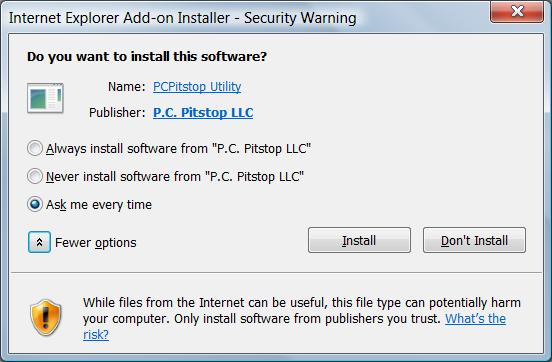 Internet Explorer Add-on Installer - Security Warning
Do you want to install this software?
Name: PCPitstop Utility
Publisher: P.C. Pitstop LLC
Always install software from "P.C. Pitstop LLC"
Never install software from "P.C. Pitstop LLC"
Ask me every time
Fewer options
Install
Don't Install
While files from the Internet can be useful, this file type can potentially harm
your computer. Only install software from publishers you trust. What's the
risk?